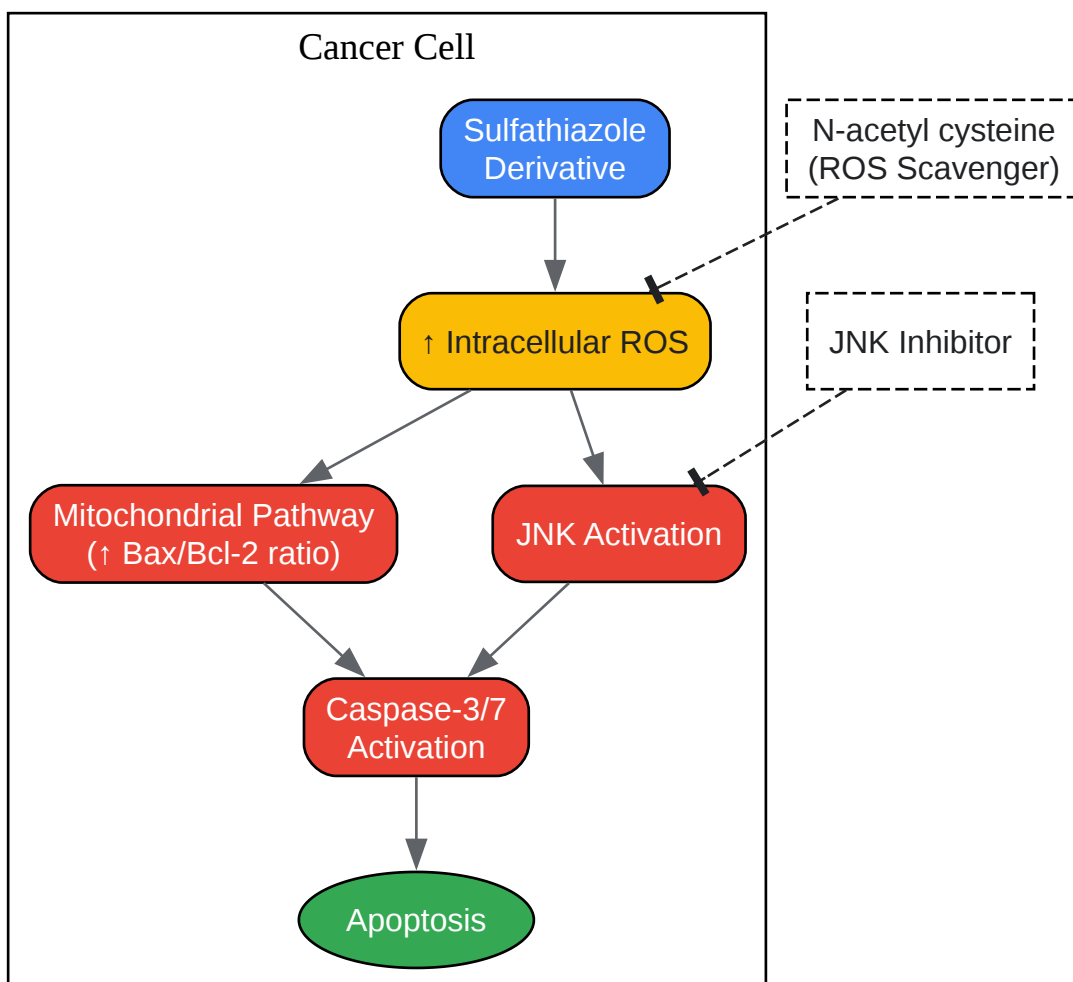 Cancer Cell
Sulfathiazole
Derivative
N-acetyl cysteine
(ROS Scavenger)
↑ Intracellular ROS
JNK Inhibitor
Mitochondrial Pathway
(↑ Bax/Bcl-2 ratio)
JNK Activation
Caspase-3/7
Activation
Apoptosis